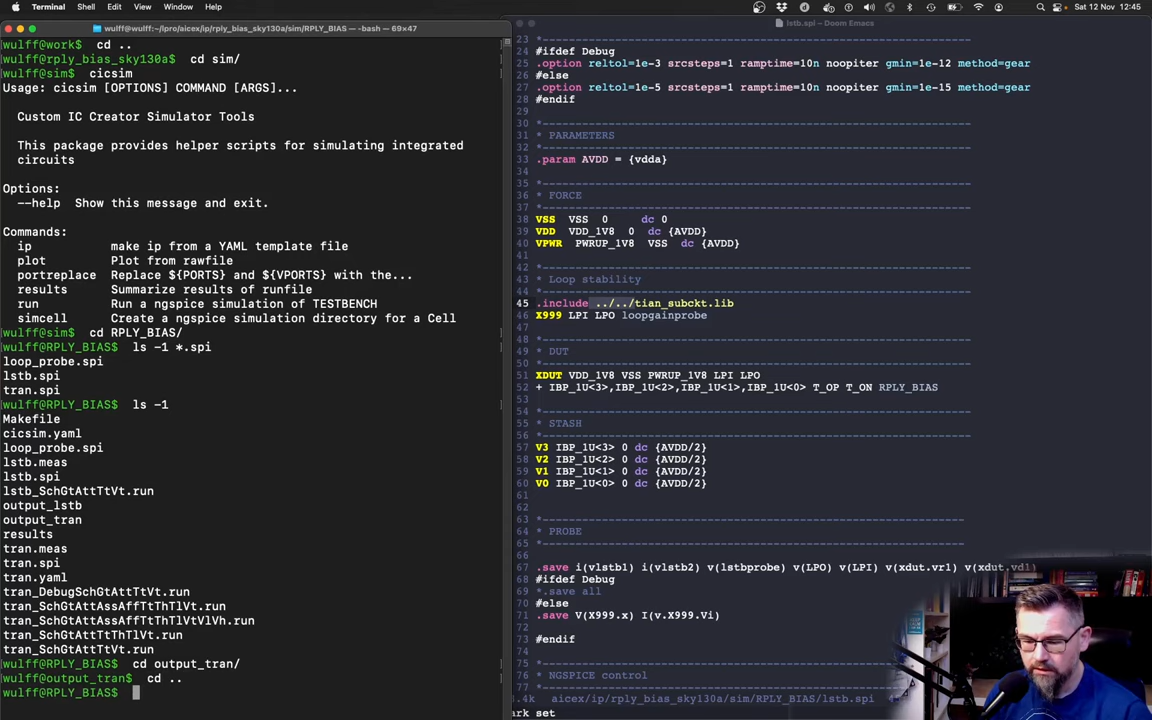 Terminal Shell Edit View Window Help
Sat 12 Nov 12:45
wulff@wulff:~/pro/aicex/ip/rply_bias_sky130a/sim/RPLY_BIAS — -bash — 69×47
wulff@work$ cd ..
wulff@rply_bias_sky130a$ cd sim/
wulff@sim$ cicsim
Usage: cicsim [OPTIONS] COMMAND [ARGS]...
Custom IC Creator Simulator Tools
This package provides helper scripts for simulating integrated
circuits
Options:
--help Show this message and exit.
Commands:
ip make ip from a YAML template file
plot Plot from rawfile
portreplace Replace ${PORTS} and ${VPORTS} with the...
results Summarize results of runfile
run Run a ngspice simulation of TESTBENCH
simcell Create a ngspice simulation directory for a Cell
wulff@sim$ cd RPLY_BIAS/
wulff@RPLY_BIAS$ ls -1 *.spi
loop_probe.spi
lstb.spi
tran.spi
wulff@RPLY_BIAS$ ls -1
Makefile
cicsim.yaml
loop_probe.spi
lstb.meas
lstb.spi
lstb_SchGtAttTtVt.run
output_lstb
output_tran
results
tran.meas
tran.spi
tran.yaml
tran_DebugSchGtAttTtVt.run
tran_SchGtAttAssAffTtThTlVt.run
tran_SchGtAttAssAffTtThTlVtVlVh.run
tran_SchGtAttTtThTlVt.run
tran_SchGtAttTtVt.run
wulff@RPLY_BIAS$ cd output_tran/
wulff@output_tran$ cd ..
wulff@RPLY_BIAS$
lstb.spi – Doom Emacs
23 *--------------------------------------------------------------
24 #ifdef Debug
25 .option reltol=1e-3 srcsteps=1 ramptime=10n noopiter gmin=1e-12 method=gear
26 #else
27 .option reltol=1e-5 srcsteps=1 ramptime=10n noopiter gmin=1e-15 method=gear
28 #endif
29
30 *-----------------------------------------------------------------
31 * PARAMETERS
32 *-----------------------------------------------------------------
33 .param AVDD = {vdda}
34
35 *-----------------------------------------------------------------
36 * FORCE
37 *-----------------------------------------------------------------
38 VSS VSS 0 dc 0
39 VDD VDD_1V8 0 dc {AVDD}
40 VPWR PWRUP_1V8 VSS dc {AVDD}
41
42 *-----------------------------------------------------------------
43 * Loop stability
44 *-----------------------------------------------------------------
45 .include ../../tian_subckt.lib
46 X999 LPI LPO loopgainprobe
47
48 *-----------------------------------------------------------------
49 * DUT
50 *-----------------------------------------------------------------
51 XDUT VDD_1V8 VSS PWRUP_1V8 LPI LPO
52 + IBP_1U<3>,IBP_1U<2>,IBP_1U<1>,IBP_1U<0> T_OP T_ON RPLY_BIAS
53
54 *-----------------------------------------------------------------
55 * STASH
56 *-----------------------------------------------------------------
57 V3 IBP_1U<3> 0 dc {AVDD/2}
58 V2 IBP_1U<2> 0 dc {AVDD/2}
59 V1 IBP_1U<1> 0 dc {AVDD/2}
60 V0 IBP_1U<0> 0 dc {AVDD/2}
61
62
63 *----------------------------------------------------------------
64 * PROBE
65 *----------------------------------------------------------------
66
67 .save i(vlstb1) i(vlstb2) v(lstbprobe) v(LPO) v(LPI) v(xdut.vr1) v(xdut.vd1)
68 #ifdef Debug
69 *.save all
70 #else
71 .save V(X999.x) I(v.X999.Vi)
72
73 #endif
74
75 *----------------------------------------------------------------
76 * NGSPICE control
77 *----------------------------------------------------------------
1.4k aicex/ip/rply_bias_sky130a/sim/RPLY_BIAS/lstb.spi
ark set